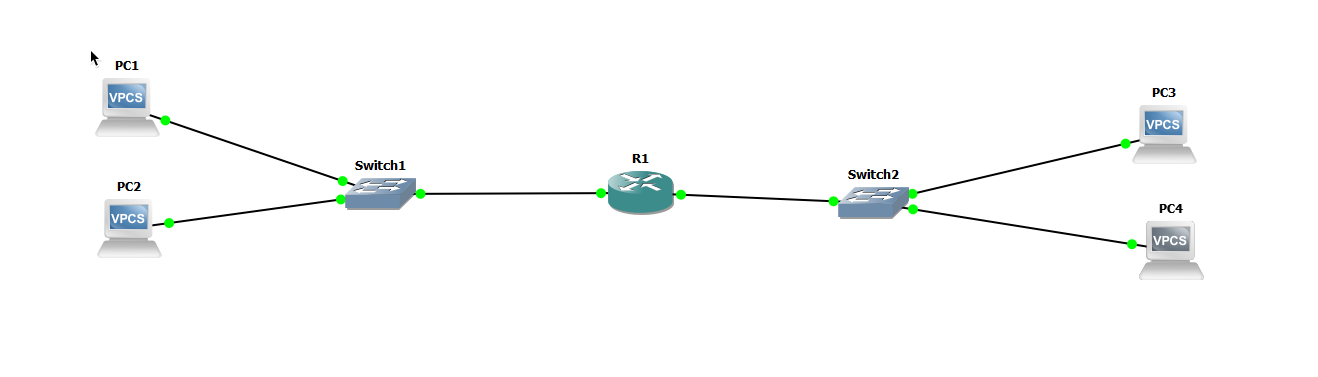 PC1
VPCS
PC2
VPCS
Switch1
R1
Switch2
PC3
VPCS
PC4
VPCS